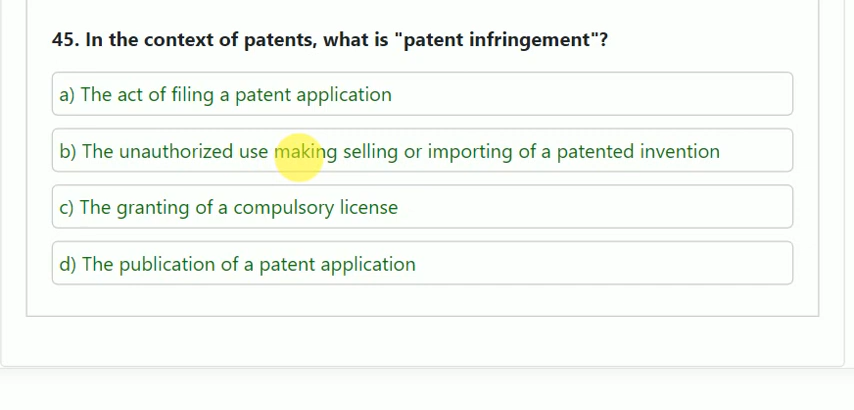 45. In the context of patents, what is "patent infringement"?
a) The act of filing a patent application
b) The unauthorized use making selling or importing of a patented invention
c) The granting of a compulsory license
d) The publication of a patent application